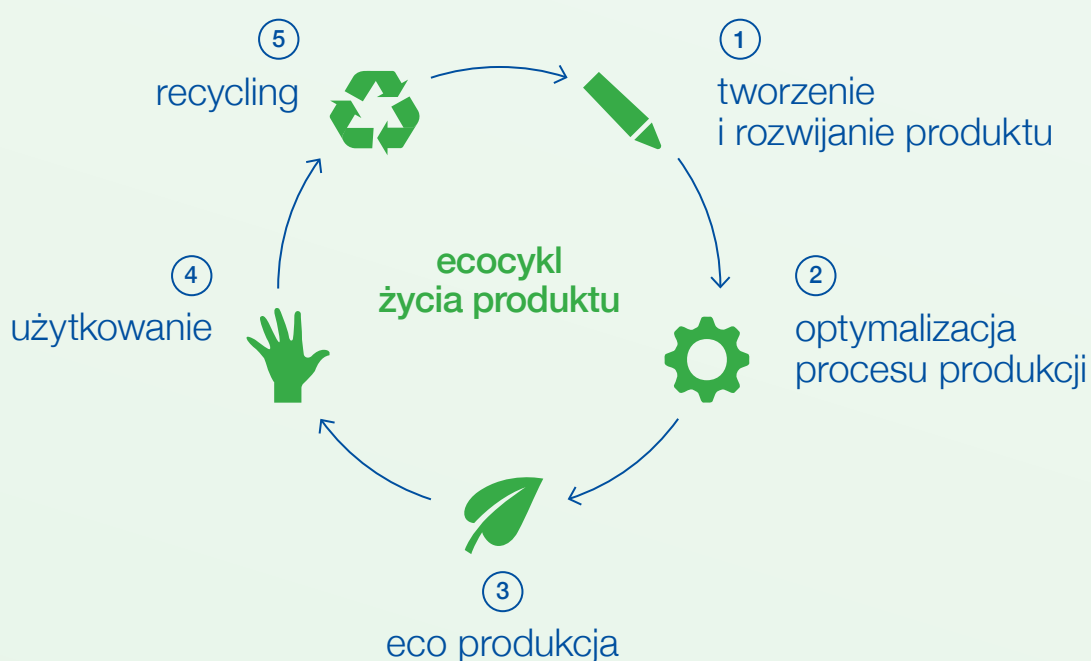 5
recycling
1
tworzenie
i rozwijanie produktu
ecocykl
życia produktu
4
użytkowanie
2
optymalizacja
procesu produkcji
3
eco produkcja